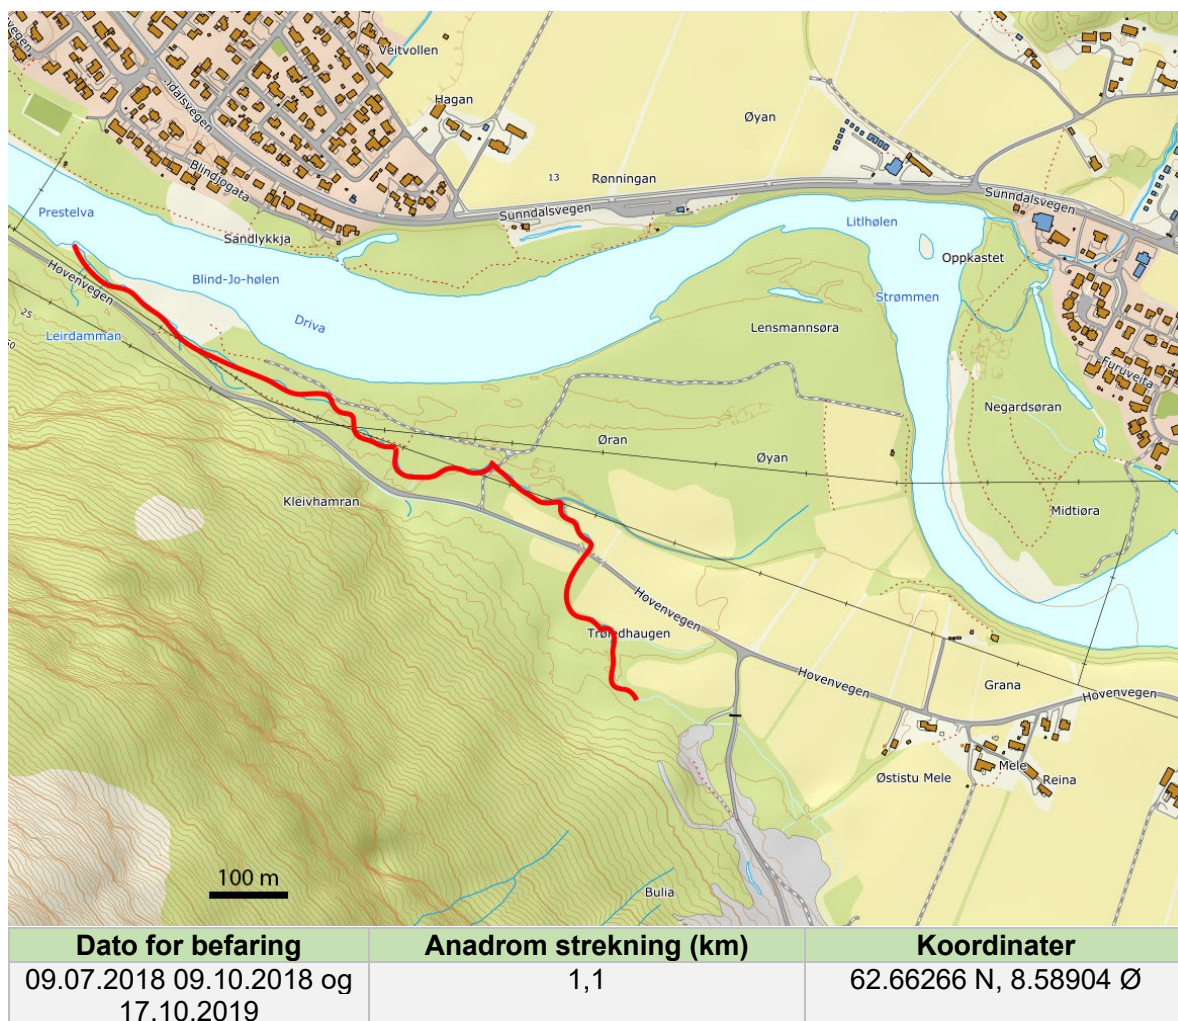 Veitvollen
Hagan
Øyan
ndalsvegen
Blindjogata
13
Rønningan
Sunndalsvegen
Sunndalsvegen
Prestelva
Sandlykkja
Litlhølen
Oppkastet
Hovenvegen
Blind-Jo-hølen
Strømmen
Driva
Lensmannsøra
25
Leirdamman
Furuveita
Negardsøran
Øran
Øyan
Kleivhamran
Midtiøra
Hovenvegen
Hovenvegen
Grana
Hovenvegen
Mele
Østistu Mele
Reina
100 m
Bulia
Dato for befaring
Anadrom strekning (km)
Koordinater
09.07.2018 09.10.2018 og
17.10.2019
1,1
62.66266 N, 8.58904 Ø